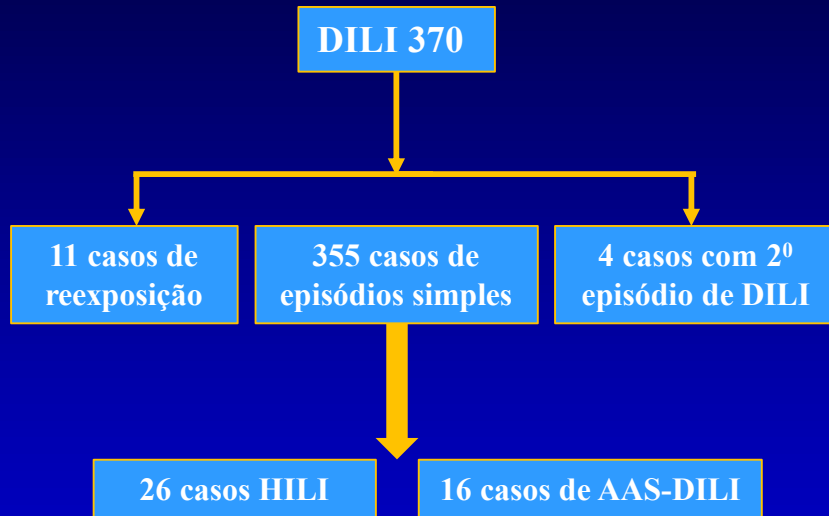 DILI 370
11 casos de
reexposição
355 casos de
episódios simples
4 casos com 2⁰
episódio de DILI
26 casos HILI
16 casos de AAS-DILI